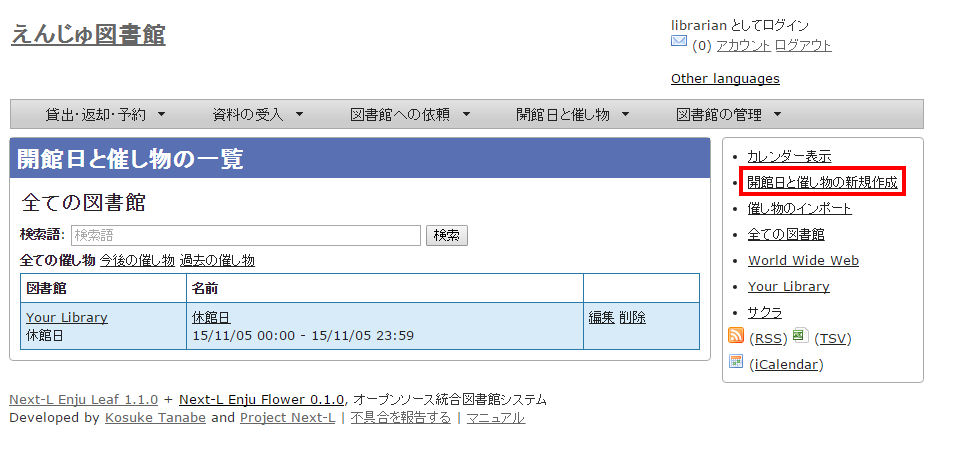 えんじゅ図書館
librarian としてログイン
(0) アカウント ログアウト
Other languages
貸出・返却・予約 ▼ 資料の受入 ▼ 図書館への依頼 ▼ 開館日と催し物 ▼ 図書館の管理 ▼
開館日と催し物の一覧
全ての図書館
検索語: 検索語 検索
全ての催し物 今後の催し物 過去の催し物
図書館 名前
Your Library 休館日 編集 削除
休館日 15/11/05 00:00 - 15/11/05 23:59
• カレンダー表示
• 開館日と催し物の新規作成
• 催し物のインポート
• 全ての図書館
• World Wide Web
• Your Library
• サクラ
(RSS) (TSV)
(iCalendar)
Next-L Enju Leaf 1.1.0 + Next-L Enju Flower 0.1.0, オープンソース統合図書館システム
Developed by Kosuke Tanabe and Project Next-L | 不具合を報告する | マニュアル